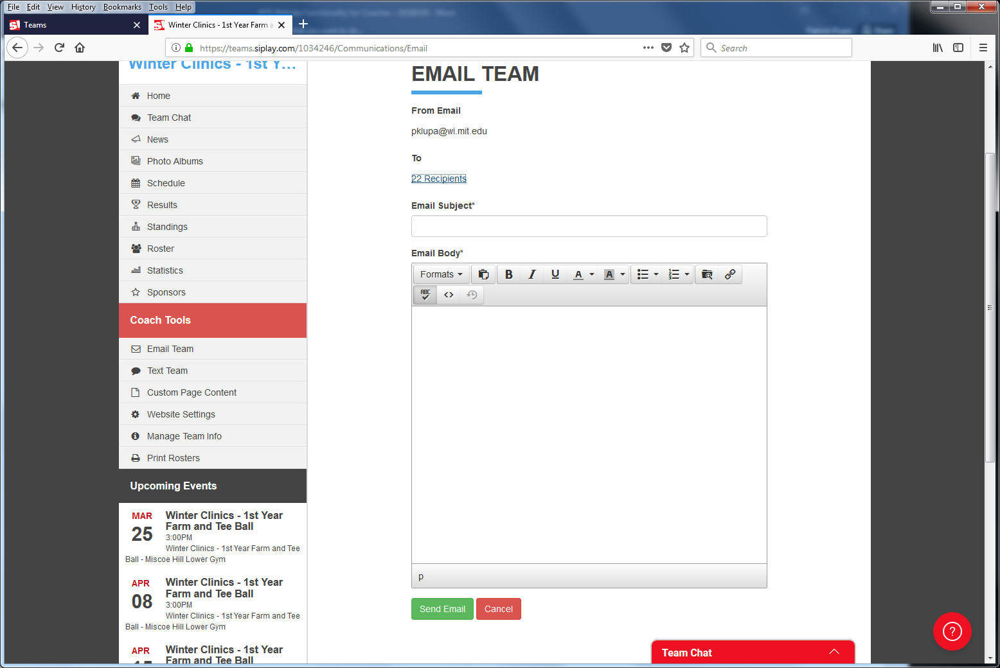 File Edit View History Bookmarks Tools Help
Teams
Winter Clinics - 1st Year Farm a
https://teams.siplay.com/1034246/Communications/Email
Search
Winter Clinics - 1st Y...
Home
Team Chat
News
Photo Albums
Schedule
Results
Standings
Roster
Statistics
Sponsors
Coach Tools
Email Team
Text Team
Custom Page Content
Website Settings
Manage Team Info
Print Rosters
Upcoming Events
MAR
25
Winter Clinics - 1st Year
Farm and Tee Ball
3:00PM
Winter Clinics - 1st Year Farm and Tee
Ball - Miscoe Hill Lower Gym
APR
08
Winter Clinics - 1st Year
Farm and Tee Ball
3:00PM
Winter Clinics - 1st Year Farm and Tee
Ball - Miscoe Hill Lower Gym
APR
Winter Clinics - 1st Year
Farm and Tee Ball
EMAIL TEAM
From Email
pklupa@wi.mit.edu
To
22 Recipients
Email Subject*
Email Body*
Formats
B I U A A
ABC
p
Send Email Cancel
Team Chat
?